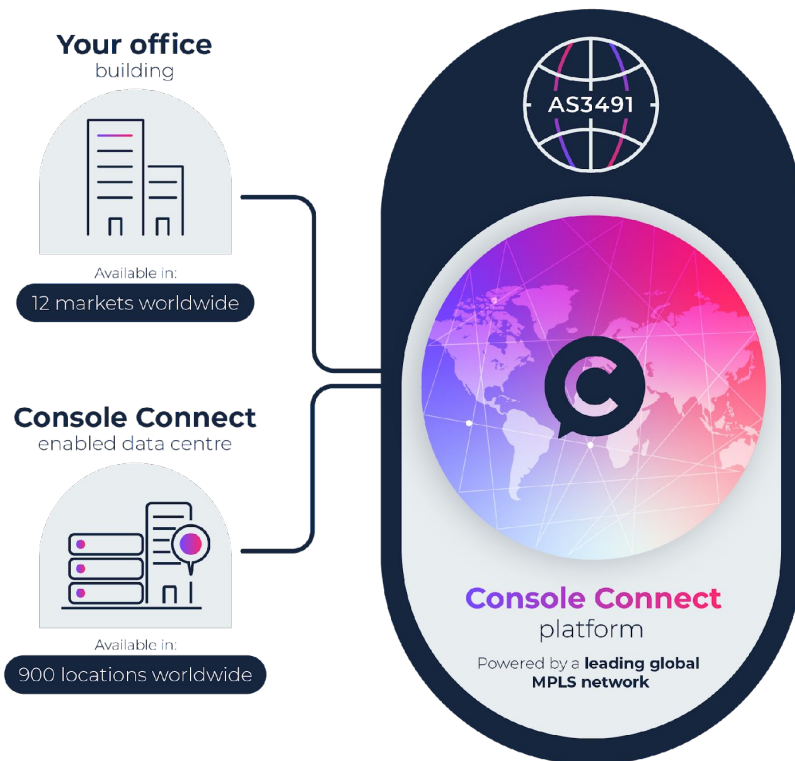 Your office
building
Available in:
12 markets worldwide
Console Connect
enabled data centre
Available in:
900 locations worldwide
AS3491
C
Console Connect
platform
Powered by a leading global
MPLS network